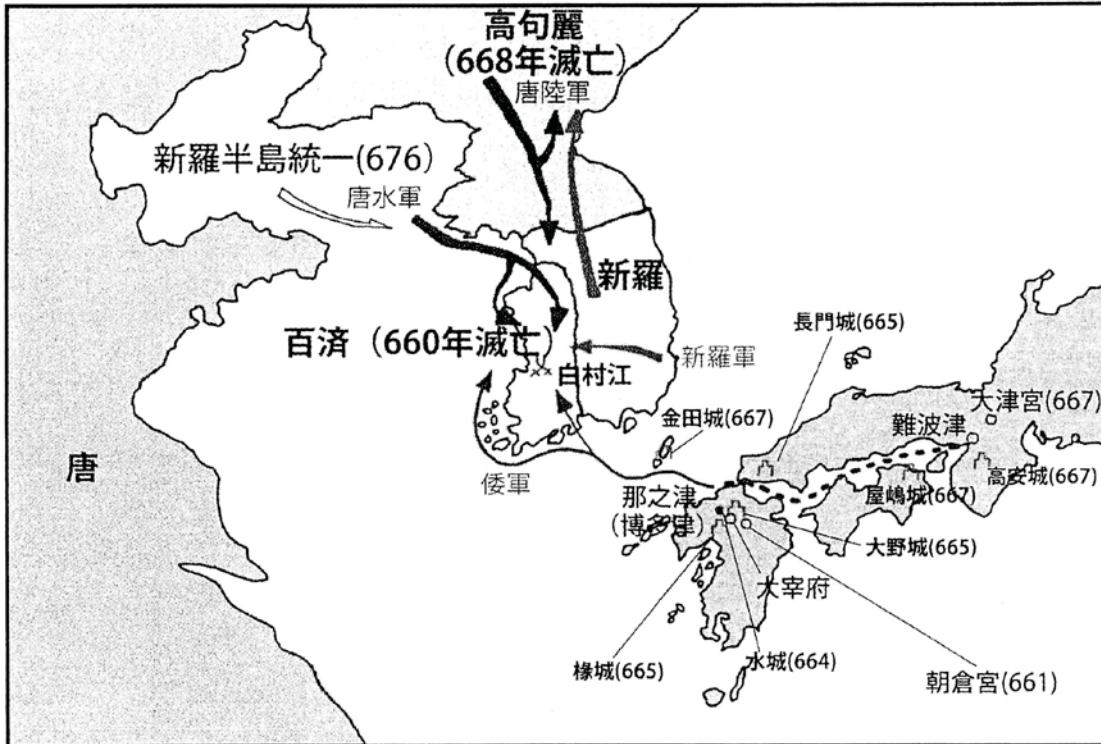 高句麗
(668年滅亡)
唐陸軍
新羅半島統一(676)
唐水軍
新羅
百済（660年滅亡）
新羅軍
白村江
長門城(665)
金田城(667)
大津宮(667)
難波津
唐
倭軍
高安城(667)
屋嶋城(667)
那之津
(博多津)
大野城(665)
大宰府
椽城(665)
水城(664)
朝倉宮(661)